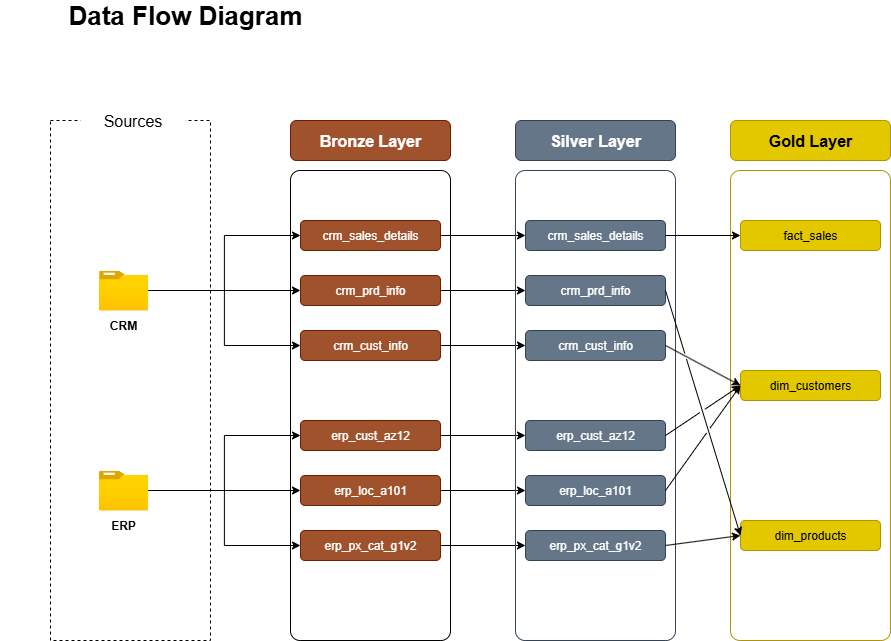 Data Flow Diagram
Sources
Bronze Layer
Silver Layer
Gold Layer
crm_sales_details
crm_sales_details
fact_sales
crm_prd_info
crm_prd_info
CRM
crm_cust_info
crm_cust_info
dim_customers
erp_cust_az12
erp_cust_az12
erp_loc_a101
erp_loc_a101
ERP
erp_px_cat_g1v2
erp_px_cat_g1v2
dim_products